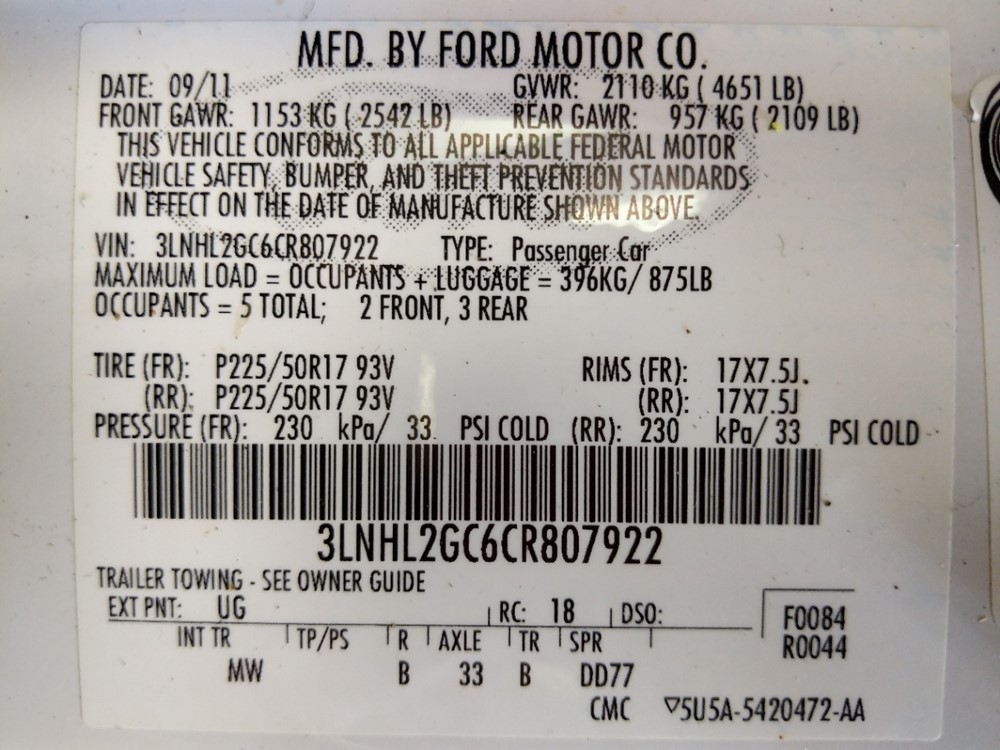 MFD. BY FORD MOTOR CO.
DATE: 09/11 GVWR: 2110 KG ( 4651 LB)
FRONT GAWR: 1153 KG ( 2542 LB) REAR GAWR: 957 KG ( 2109 LB)
THIS VEHICLE CONFORMS TO ALL APPLICABLE FEDERAL MOTOR
VEHICLE SAFETY, BUMPER, AND THEFT PREVENTION STANDARDS
IN EFFECT ON THE DATE OF MANUFACTURE SHOWN ABOVE.
VIN: 3LNHL2GC6CR807922 TYPE: Passenger Car
MAXIMUM LOAD = OCCUPANTS + LUGGAGE = 396KG/ 875LB
OCCUPANTS = 5 TOTAL; 2 FRONT, 3 REAR
TIRE (FR): P225/50R17 93V RIMS (FR): 17X7.5J
(RR): P225/50R17 93V (RR): 17X7.5J
PRESSURE (FR): 230 kPa/ 33 PSI COLD (RR): 230 kPa/ 33 PSI COLD
3LNHL2GC6CR807922
TRAILER TOWING - SEE OWNER GUIDE
EXT PNT: UG RC: 18 DSO: F0084
INT TR TP/PS R AXLE TR SPR R0044
MW B 33 B DD77
CMC ▽5U5A-5420472-AA